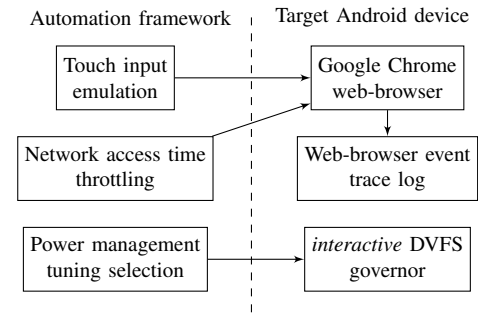 Automation framework
Target Android device
Touch input
emulation
Google Chrome
web-browser
Network access time
throttling
Web-browser event
trace log
Power management
tuning selection
interactive DVFS
governor